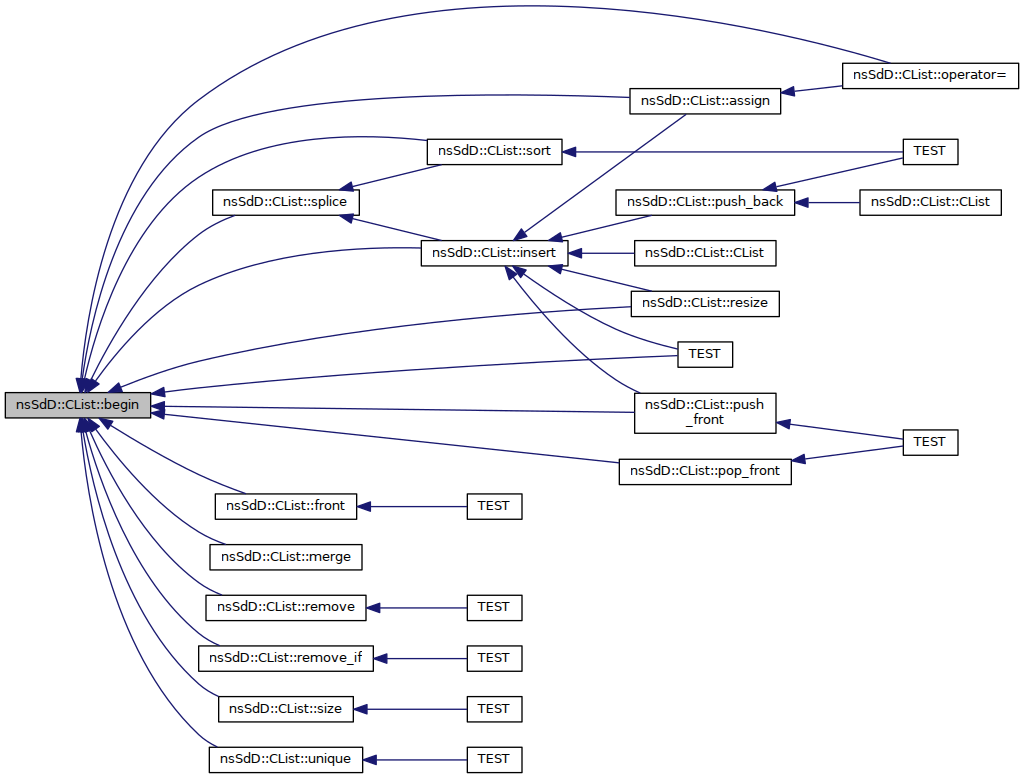 nsSdD::CList::operator=
nsSdD::CList::assign
nsSdD::CList::sort
TEST
nsSdD::CList::splice
nsSdD::CList::push_back
nsSdD::CList::CList
nsSdD::CList::insert
nsSdD::CList::CList
nsSdD::CList::resize
TEST
nsSdD::CList::begin
nsSdD::CList::push
_front
TEST
nsSdD::CList::pop_front
nsSdD::CList::front
TEST
nsSdD::CList::merge
nsSdD::CList::remove
TEST
nsSdD::CList::remove_if
TEST
nsSdD::CList::size
TEST
nsSdD::CList::unique
TEST